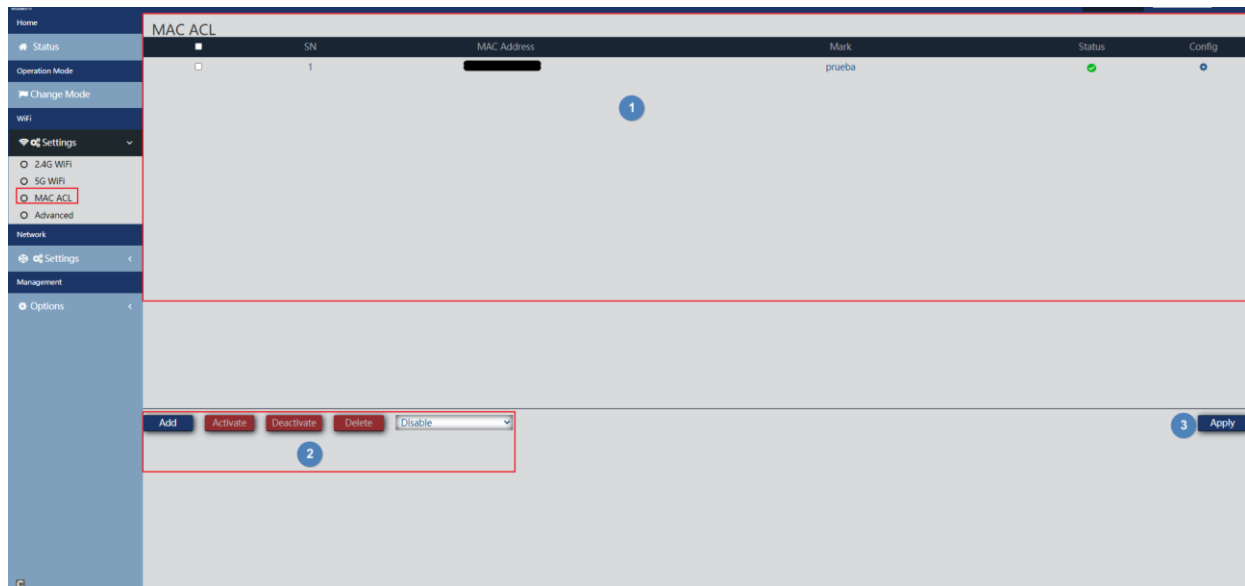 Home
MAC ACL
Status
SN MAC Address Mark Status Config
1 prueba
Operation Mode
Change Mode
1
WiFi
Settings
2.4G WiFi
5G WiFi
MAC ACL
Advanced
Network
Settings
Management
Options
Add Activate Deactivate Delete Disable
3 Apply
2